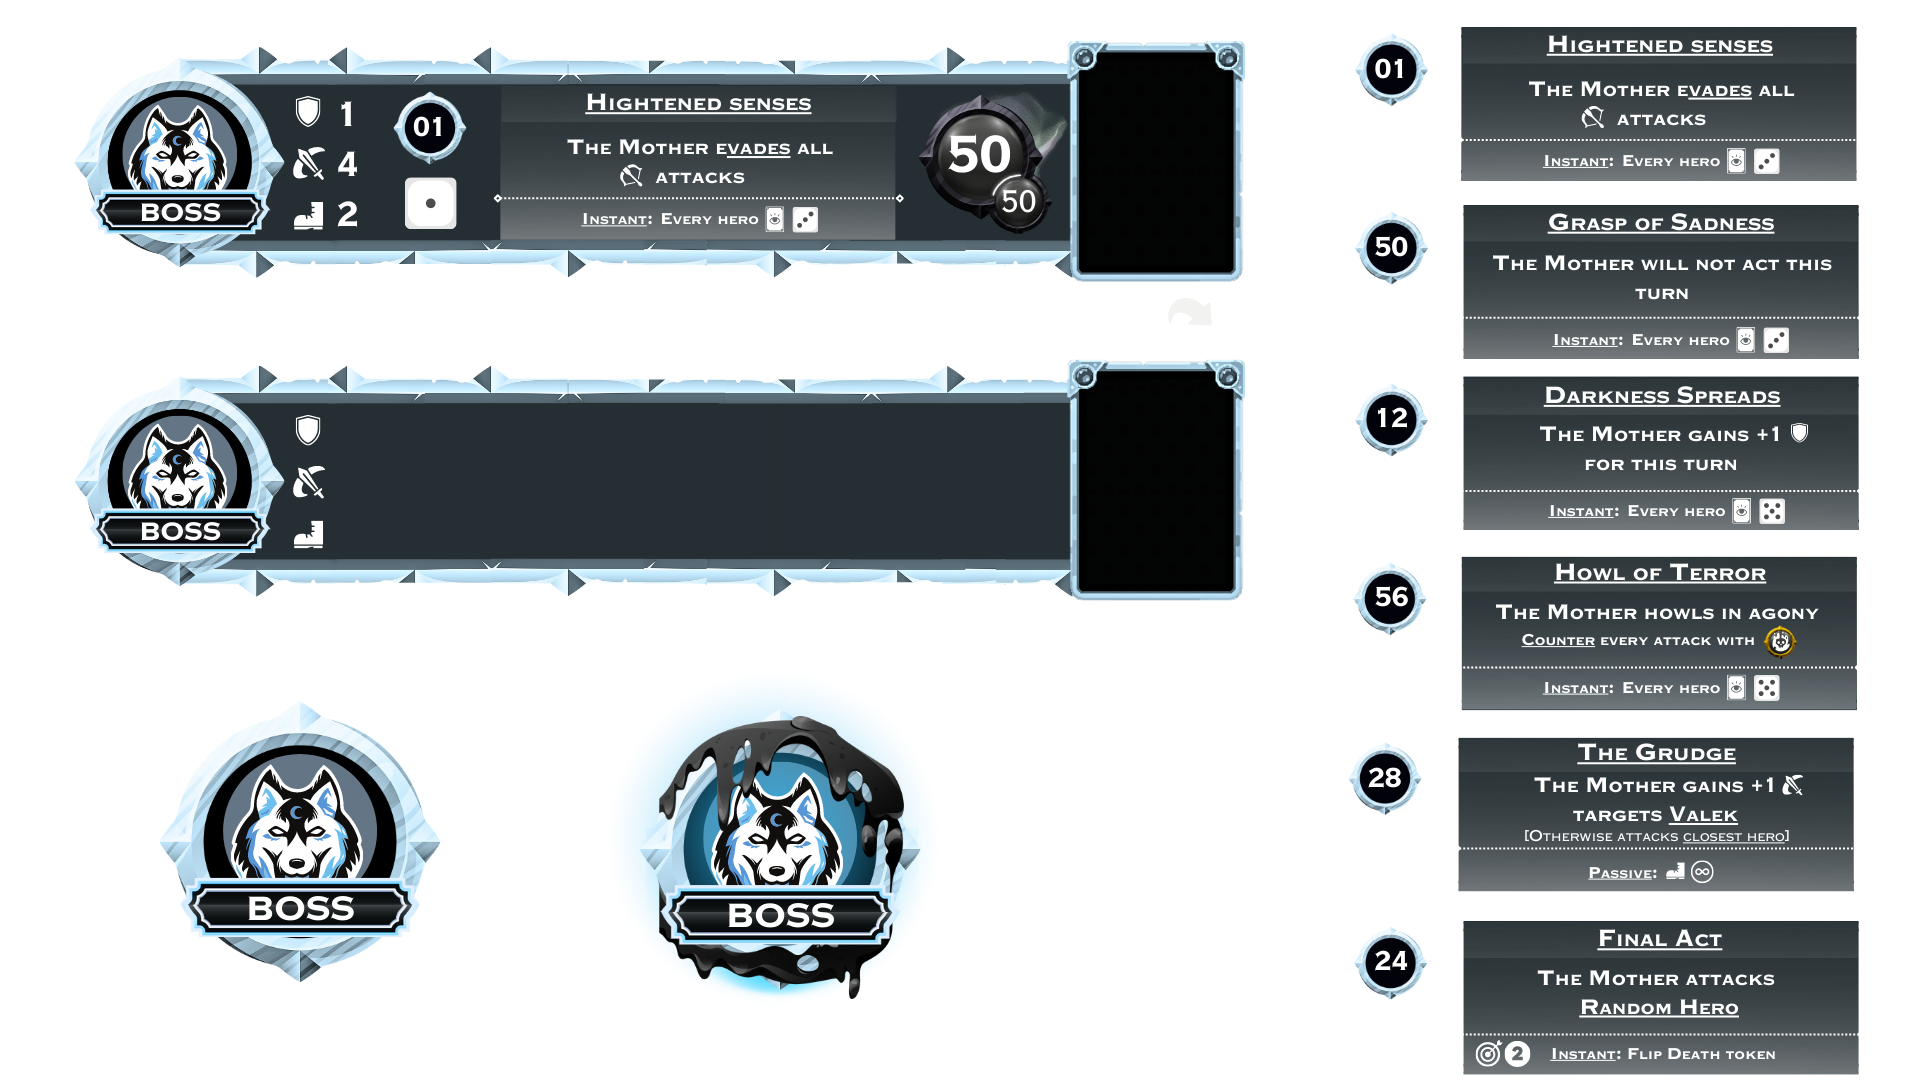 BOSS
1
4
2
01
Hightened senses
The Mother evades all
attacks
Instant: Every hero
50
50
BOSS
BOSS
BOSS
01
Hightened senses
The Mother evades all
attacks
Instant: Every hero
50
Grasp of Sadness
The Mother will not act this
turn
Instant: Every hero
12
Darkness Spreads
The Mother gains +1
for this turn
Instant: Every hero
56
Howl of Terror
The Mother howls in agony
Counter every attack with
Instant: Every hero
28
The Grudge
The Mother gains +1
targets Valek
[Otherwise attacks closest hero]
Passive:
24
Final Act
The Mother attacks
Random Hero
2 Instant: Flip Death token